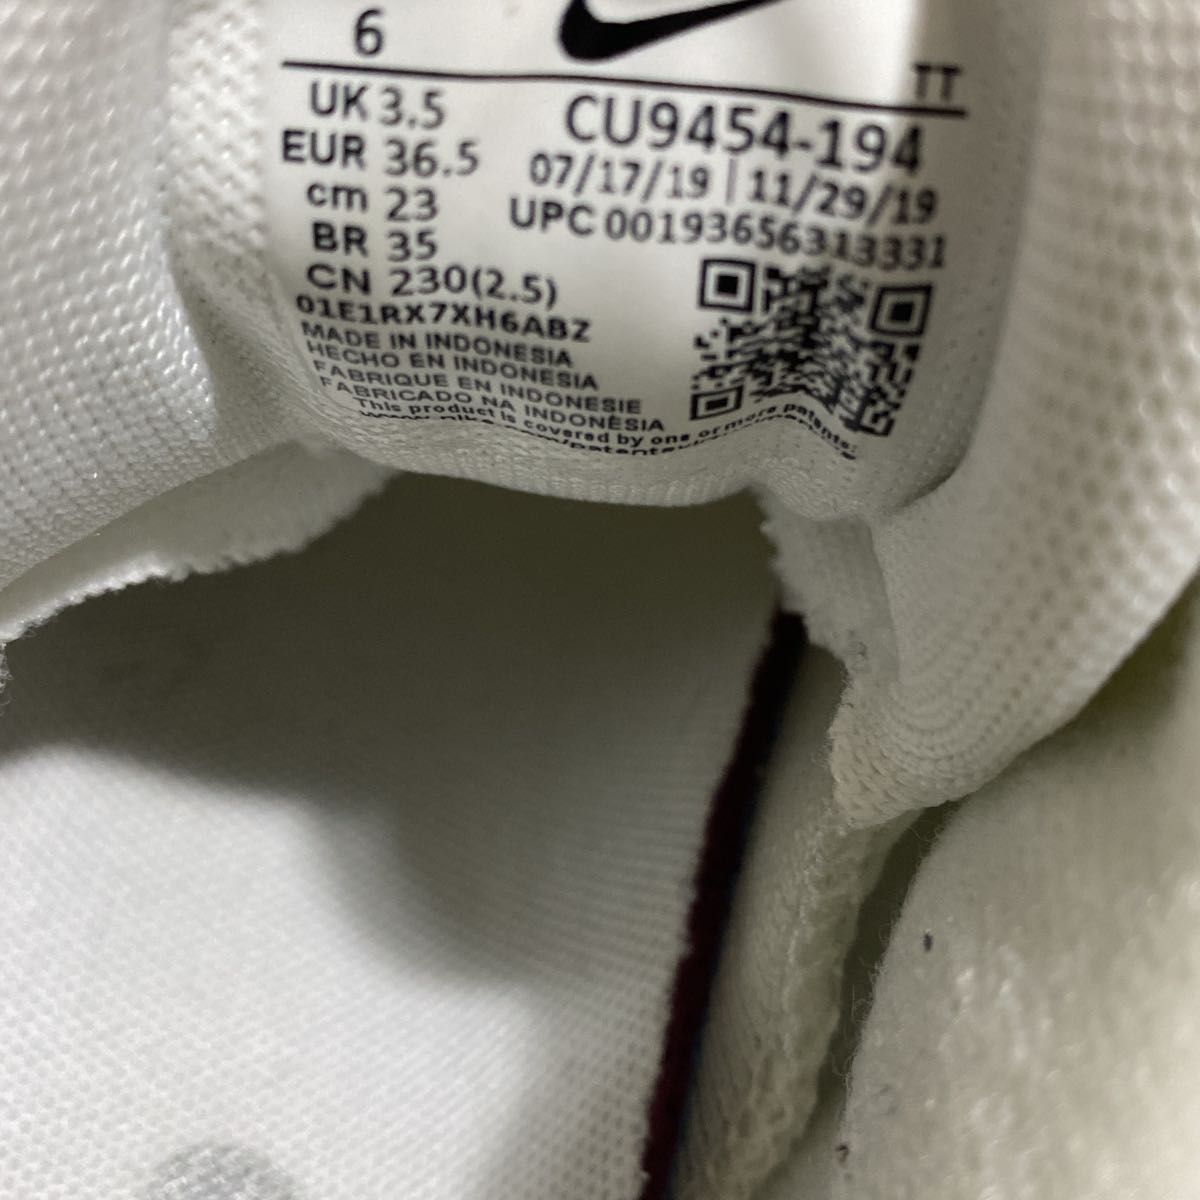 6
TT
UK 3.5
EUR 36.5
cm 23
BR 35
CN 230(2.5)
CU9454-194
07/17/19 | 11/29/19
UPC 00193656313331
01E1RX7XH6ABZ
MADE IN INDONESIA
HECHO EN INDONESIA
FABRIQUE EN INDONESIE
FABRICADO NA INDONÈSIA
This product is covered by one or more patents: